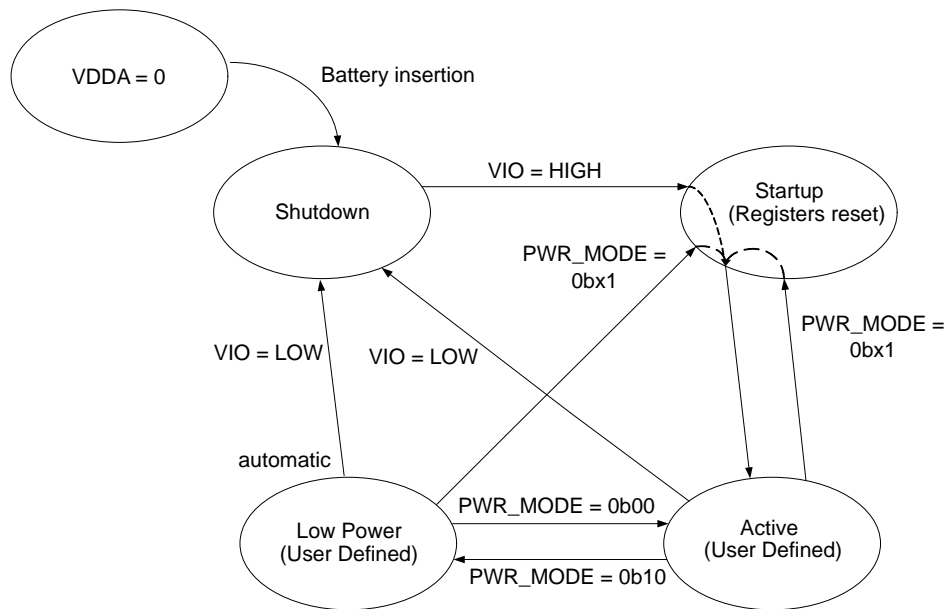 VDDA = 0
Battery insertion
VIO = HIGH
Shutdown
Startup
(Registers reset)
PWR_MODE =
0bx1
PWR_MODE =
0bx1
VIO = LOW
VIO = LOW
automatic
Low Power
(User Defined)
PWR_MODE = 0b00
Active
(User Defined)
PWR_MODE = 0b10